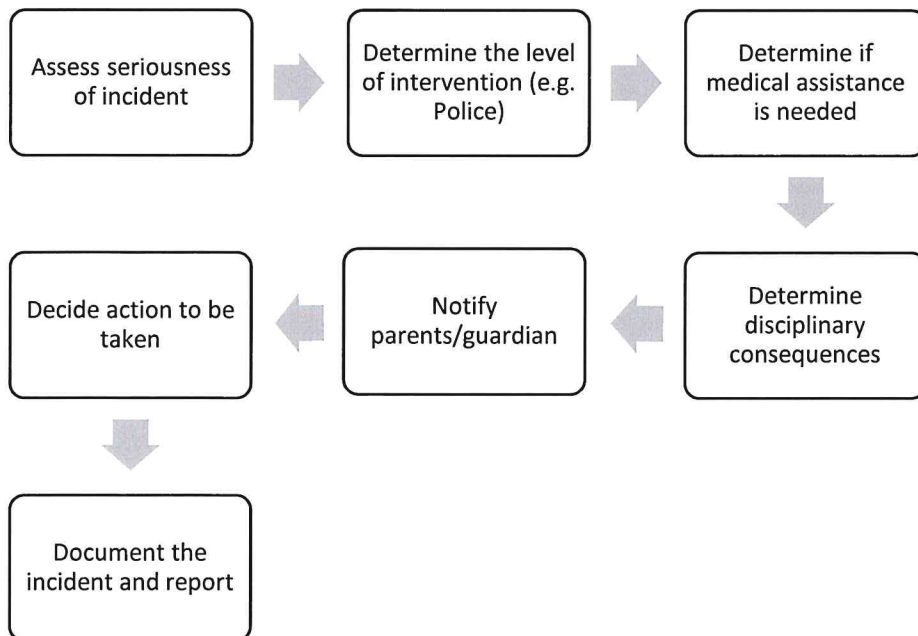 Assess seriousness
of incident
Determine the level
of intervention (e.g.
Police)
Determine if
medical assistance
is needed
Determine
disciplinary
consequences
Notify
parents/guardian
Decide action to be
taken
Document the
incident and report